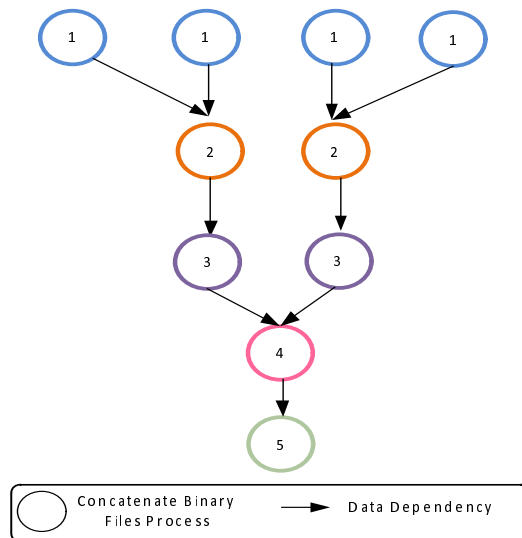 1 1 1 1
2 2
3 3
4
5
Concatenate Binary
Files Process
Data Dependency